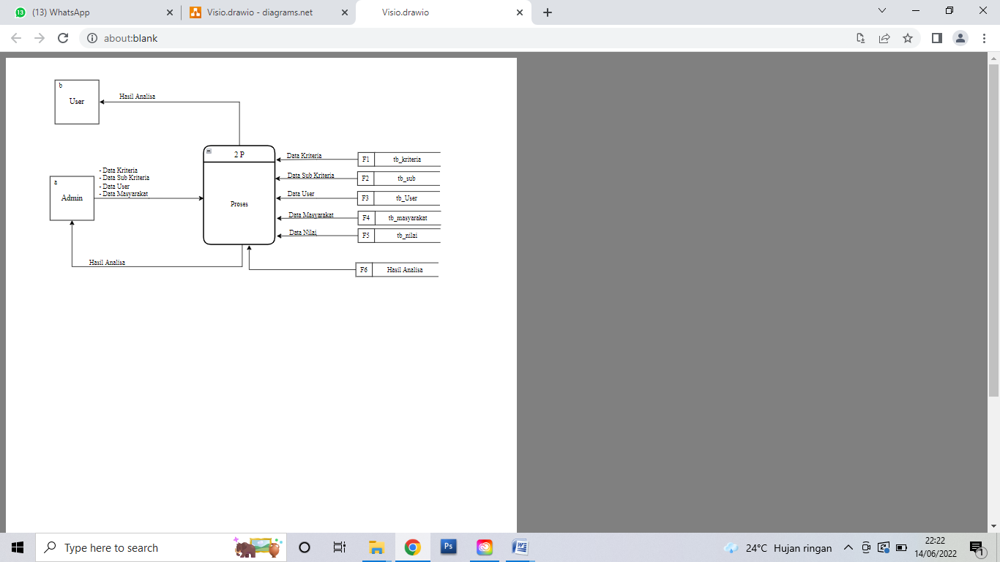 (13) WhatsApp
Visio.drawio - diagrams.net
Visio.drawio
about:blank
b
User
Hasil Analisa
2 P
Proses
a
Admin
- Data Kriteria
- Data Sub Kriteria
- Data User
- Data Masyarakat
Hasil Analisa
Data Kriteria
F1
tb_kriteria
Data Sub Kriteria
F2
tb_sub
Data User
F3
tb_User
Data Masyarakat
F4
tb_masyarakat
Data Nilai
F5
tb_nilai
F6
Hasil Analisa
Type here to search
Ps
24°C Hujan ringan
22:22
14/06/2022
1